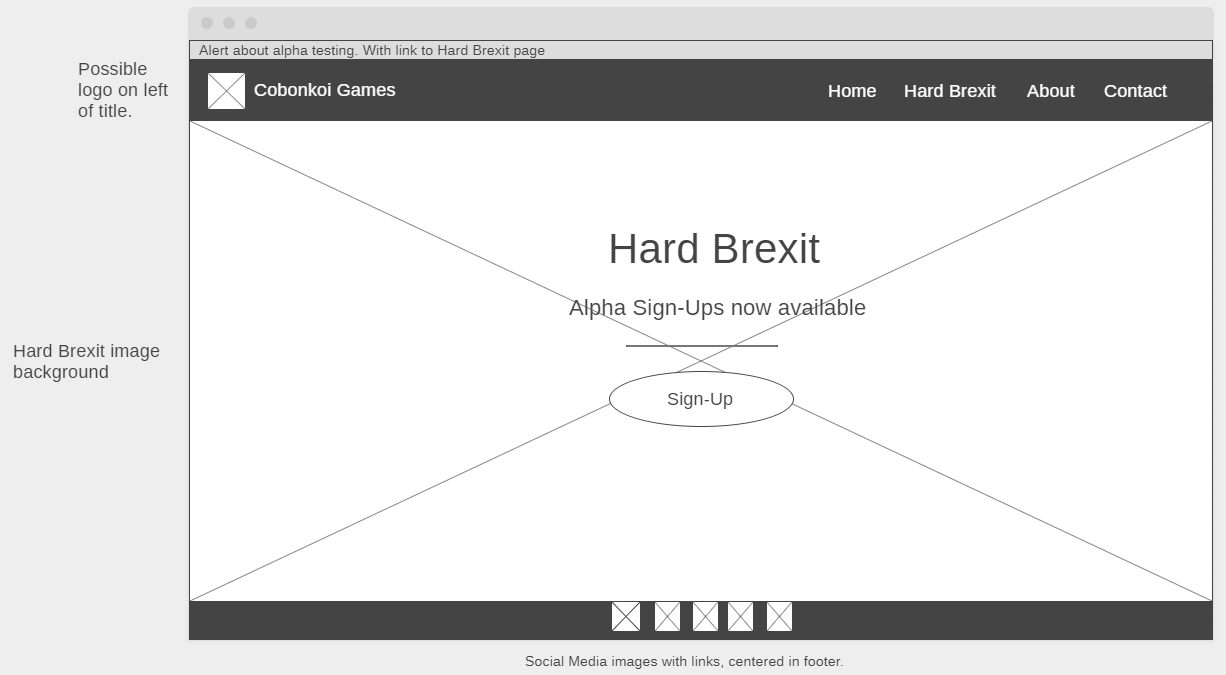 Alert about alpha testing. With link to Hard Brexit page
Possible
logo on left
of title.
Cobonkoi Games
Home Hard Brexit About Contact
Hard Brexit
Alpha Sign-Ups now available
Hard Brexit image
background
Sign-Up
Social Media images with links, centered in footer.